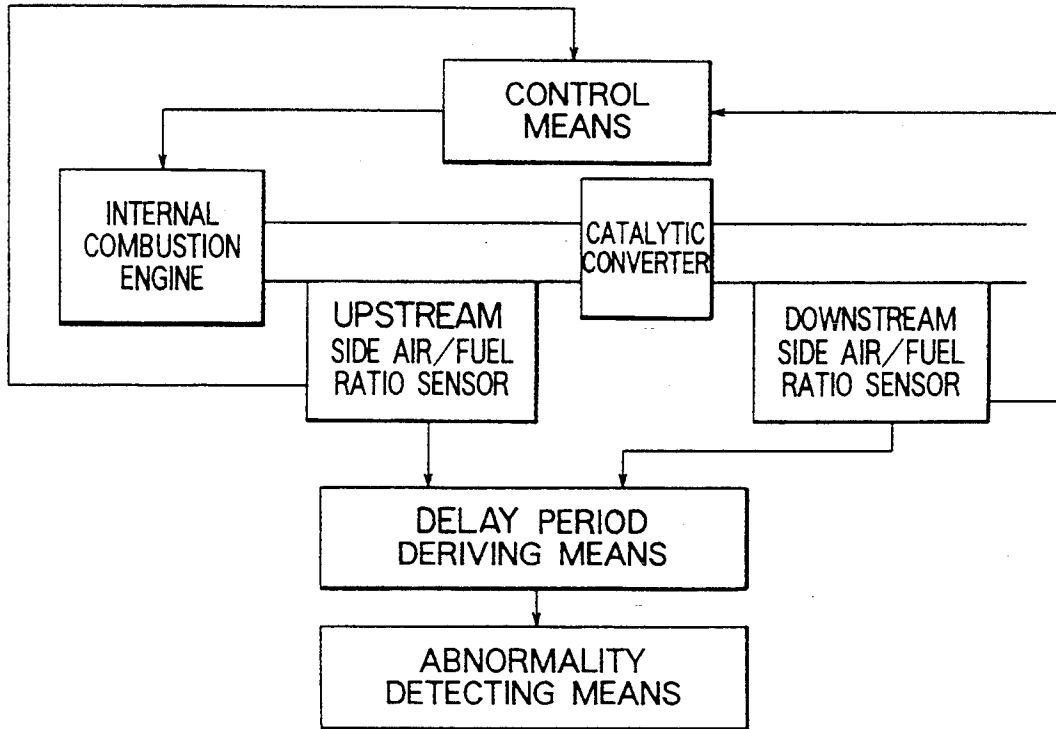 CONTROL
MEANS
INTERNAL
COMBUSTION
ENGINE
CATALYTIC
CONVERTER
UPSTREAM
SIDE AIR/FUEL
RATIO SENSOR
DOWNSTREAM
SIDE AIR/FUEL
RATIO SENSOR
DELAY PERIOD
DERIVING MEANS
ABNORMALITY
DETECTING MEANS